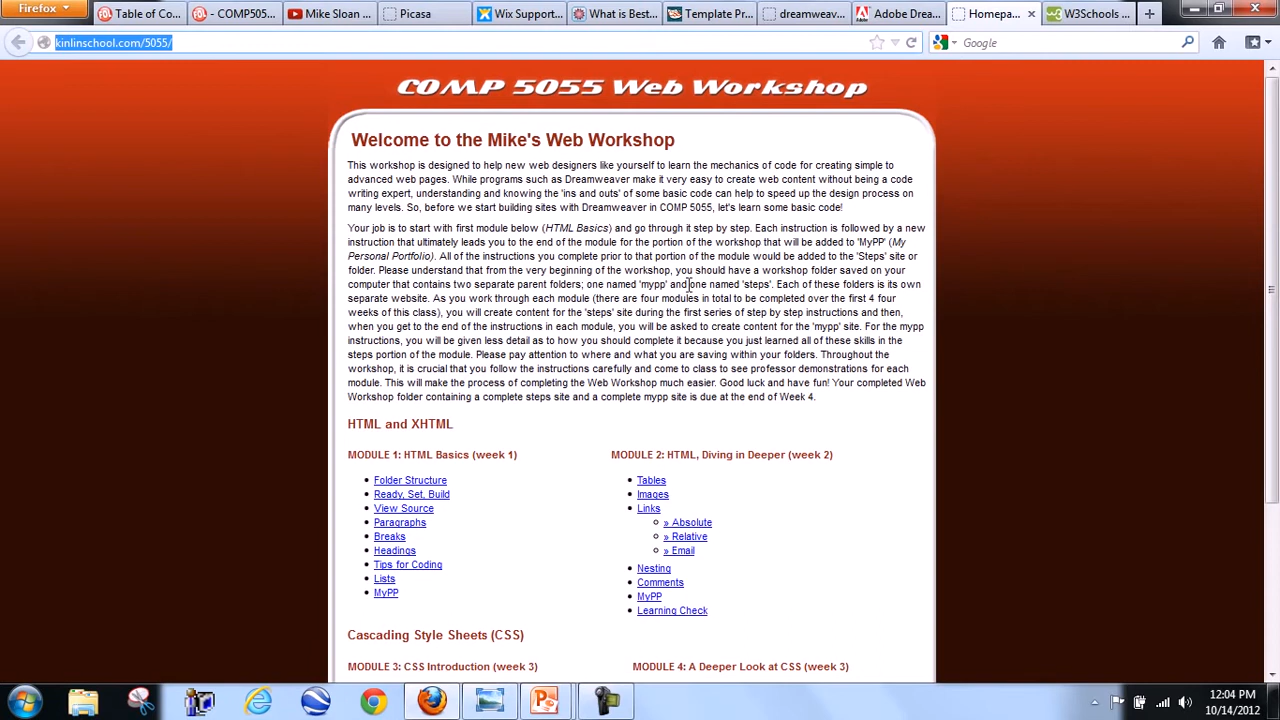 Firefox
Table of Co...
- COMP505...
Mike Sloan ...
Picasa
Wix Support...
What is Best...
Template Pr...
dreamweav...
Adobe Drea...
Homepa...
W3Schools ...
kinlinschool.com/5055/
Google
COMP 5055 Web Workshop
Welcome to the Mike's Web Workshop
This workshop is designed to help new web designers like yourself to learn the mechanics of code for creating simple to
advanced web pages. While programs such as Dreamweaver make it very easy to create web content without being a code
writing expert, understanding and knowing the 'ins and outs' of some basic code can help to speed up the design process on
many levels. So, before we start building sites with Dreamweaver in COMP 5055, let's learn some basic code!
Your job is to start with first module below (HTML Basics) and go through it step by step. Each instruction is followed by a new
instruction that ultimately leads you to the end of the module for the portion of the workshop that will be added to 'MyPP' (My
Personal Portfolio). All of the instructions you complete prior to that portion of the module would be added to the 'Steps' site or
folder. Please understand that from the very beginning of the workshop, you should have a workshop folder saved on your
computer that contains two separate parent folders; one named 'mypp' and one named 'steps'. Each of these folders is its own
separate website. As you work through each module (there are four modules in total to be completed over the first 4 four
weeks of this class), you will create content for the 'steps' site during the first series of step by step instructions and then,
when you get to the end of the instructions in each module, you will be asked to create content for the 'mypp' site. For the mypp
instructions, you will be given less detail as to how you should complete it because you just learned all of these skills in the
steps portion of the module. Please pay attention to where and what you are saving within your folders. Throughout the
workshop, it is crucial that you follow the instructions carefully and come to class to see professor demonstrations for each
module. This will make the process of completing the Web Workshop much easier. Good luck and have fun! Your completed Web
Workshop folder containing a complete steps site and a complete mypp site is due at the end of Week 4.
HTML and XHTML
MODULE 1: HTML Basics (week 1)
Folder Structure
Ready, Set, Build
View Source
Paragraphs
Breaks
Headings
Tips for Coding
Lists
MyPP
MODULE 2: HTML, Diving in Deeper (week 2)
Tables
Images
Links
» Absolute
» Relative
» Email
Nesting
Comments
MyPP
Learning Check
Cascading Style Sheets (CSS)
MODULE 3: CSS Introduction (week 3)
MODULE 4: A Deeper Look at CSS (week 3)
12:04 PM
10/14/2012